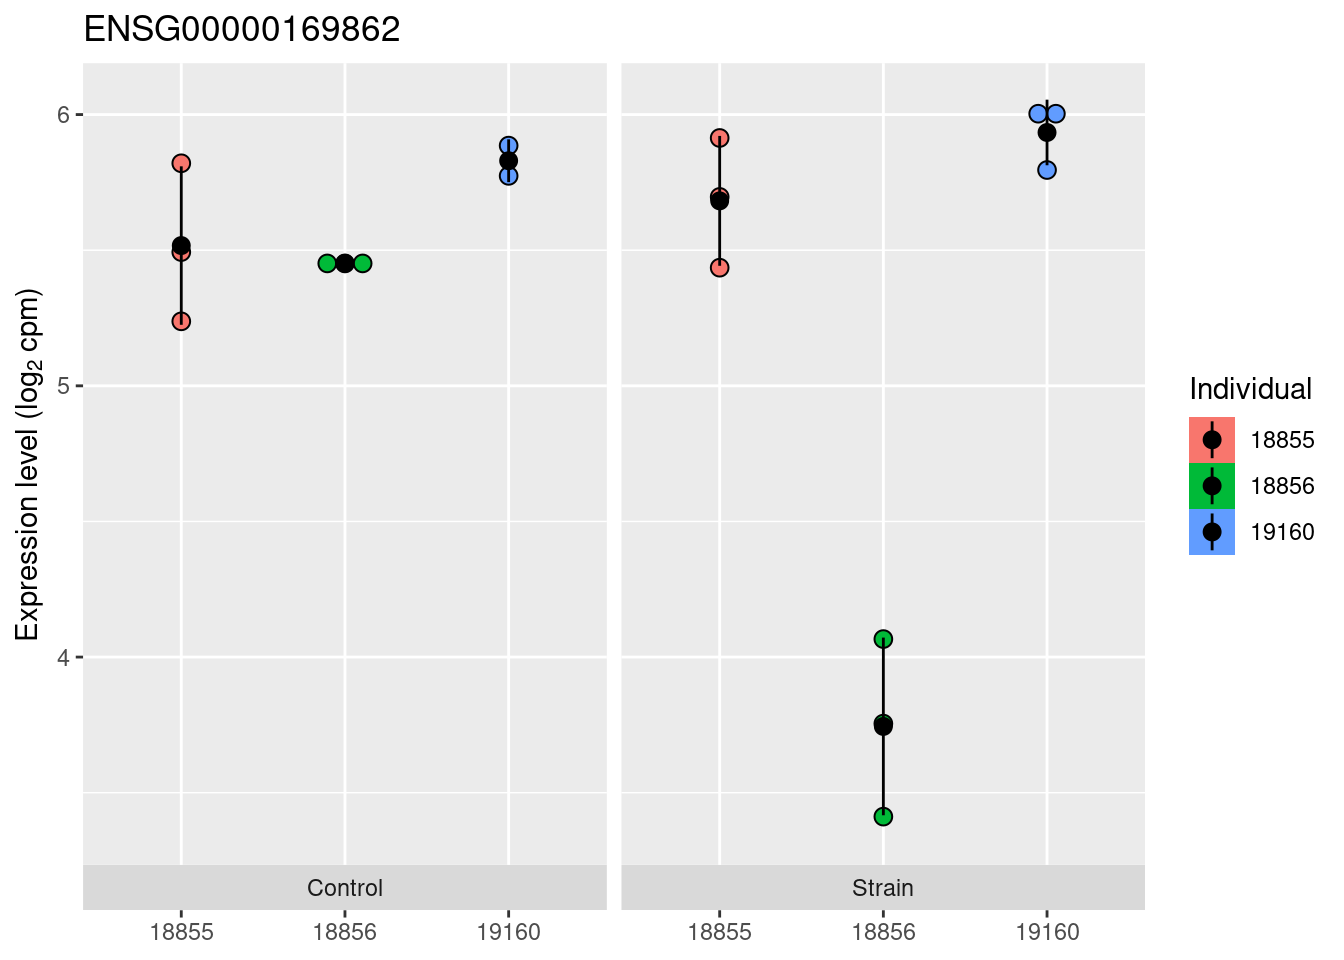 ENSG00000169862
Expression level (log₂ cpm)
6
5
4
Control
Strain
18855
18856
19160
18855
18856
19160
Individual
18855
18856
19160